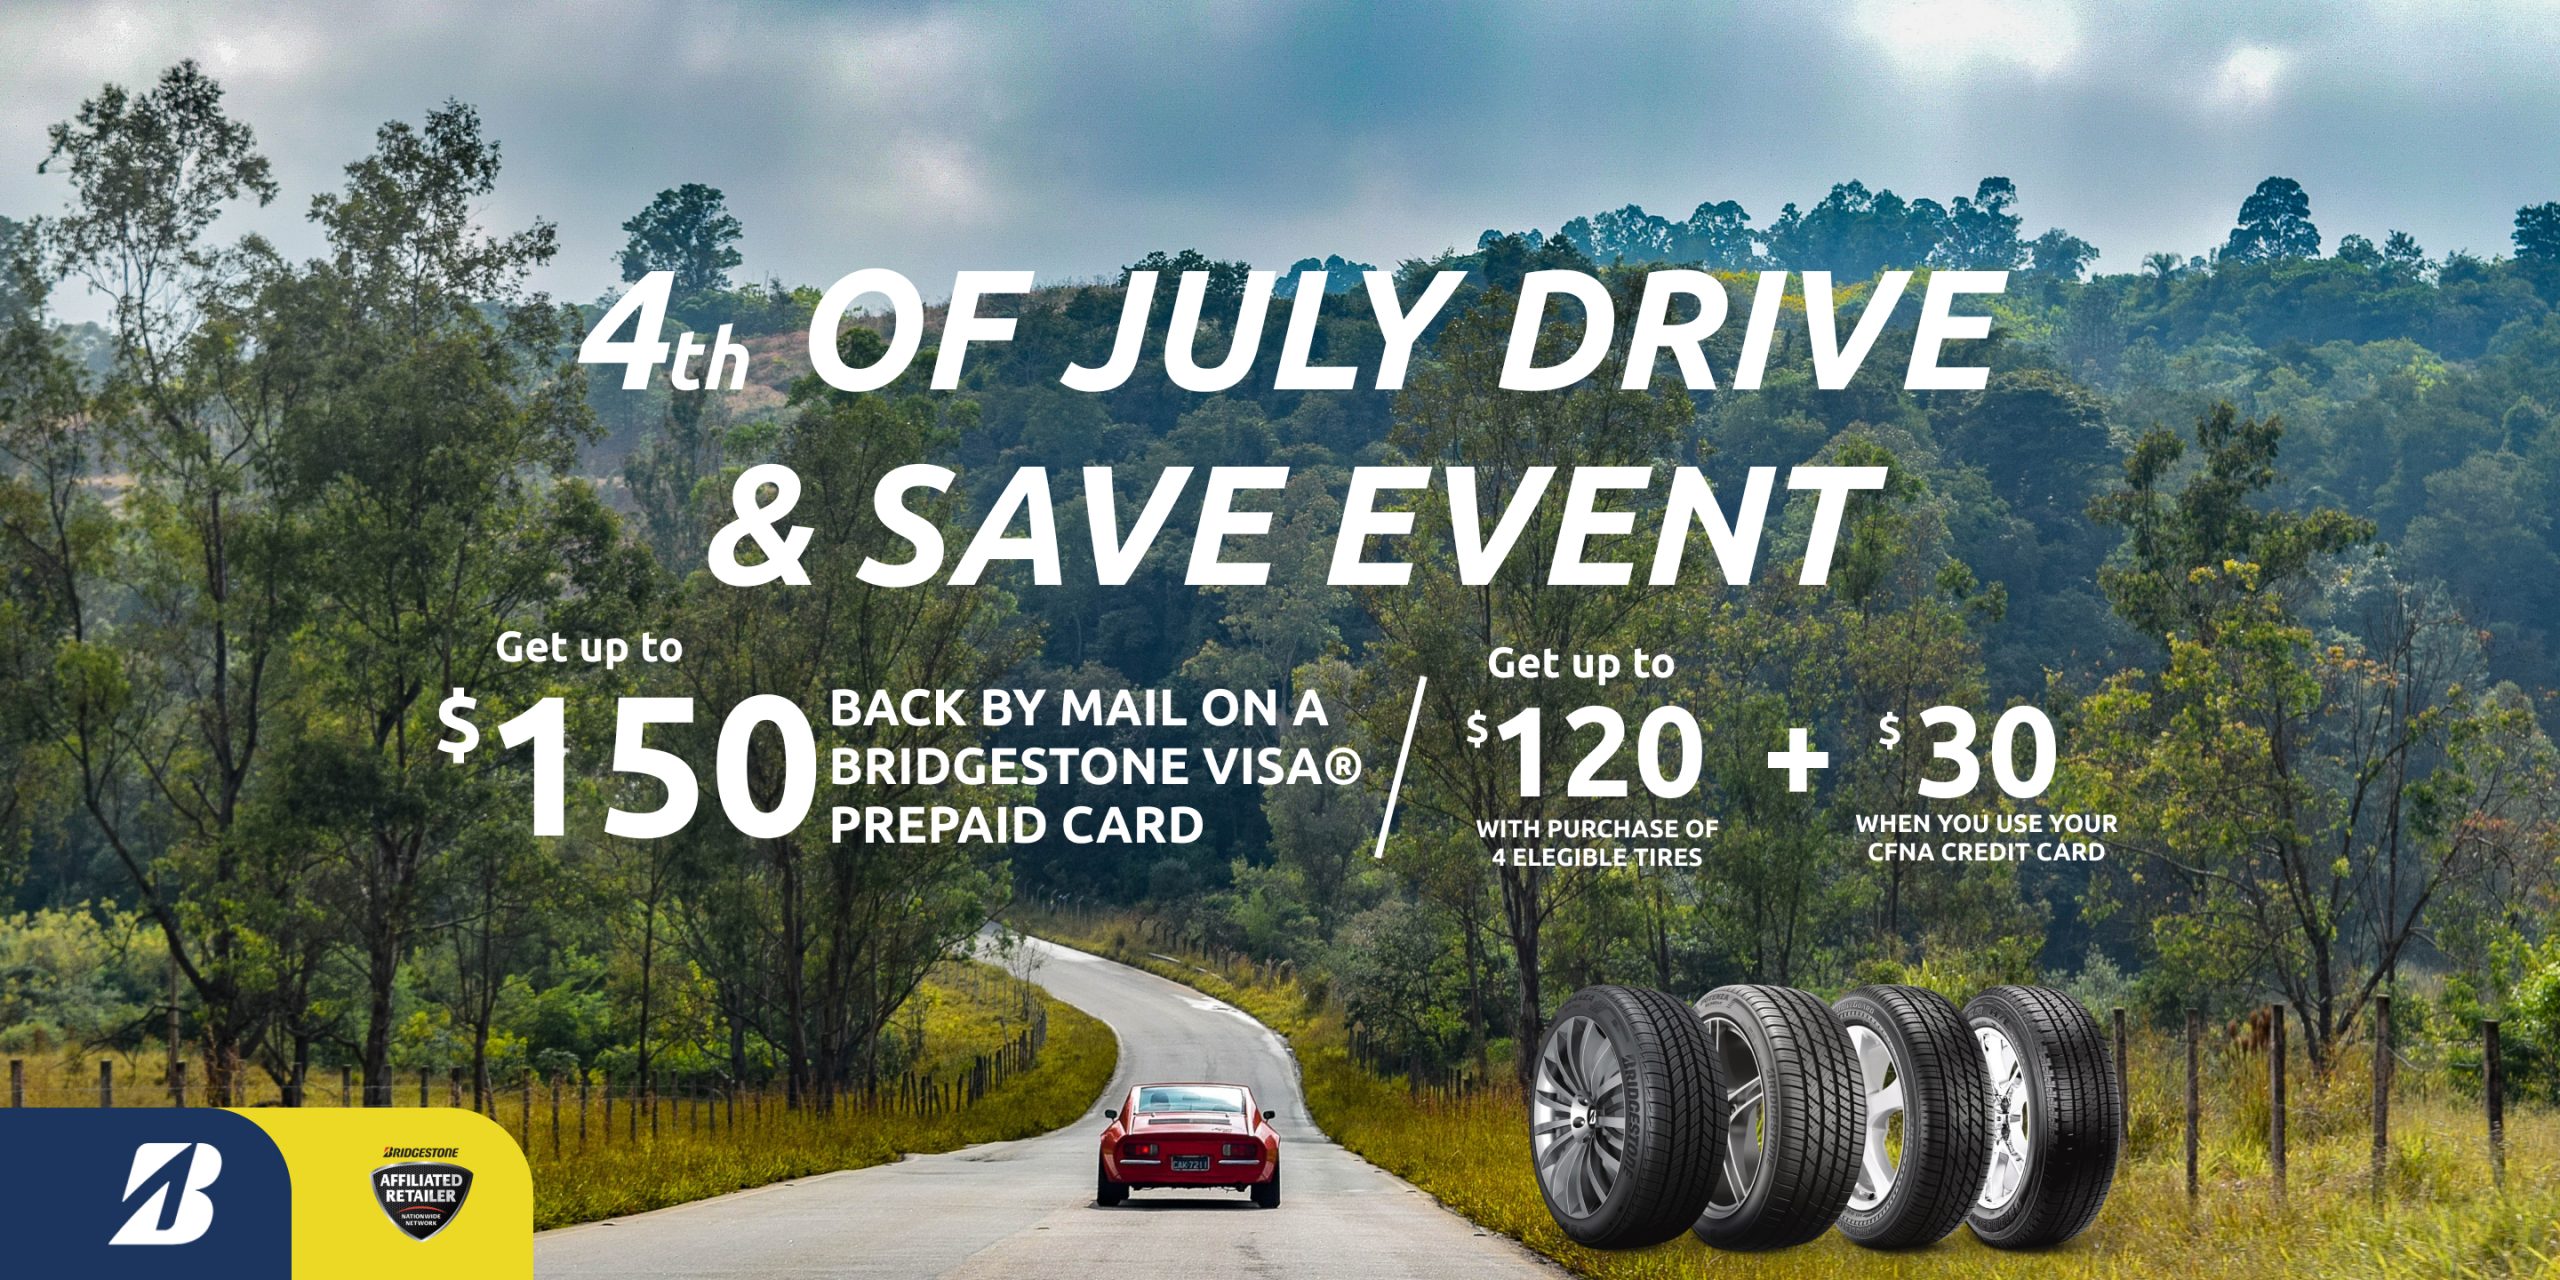 4th OF JULY DRIVE
& SAVE EVENT
Get up to
$150
BACK BY MAIL ON A
BRIDGESTONE VISA®
PREPAID CARD
Get up to
$120
WITH PURCHASE OF
4 ELEGIBLE TIRES
+
$30
WHEN YOU USE YOUR
CFNA CREDIT CARD
BRIDGESTONE
CAK·7211
B
BRIDGESTONE
AFFILIATED
RETAILER
NATIONWIDE
NETWORK